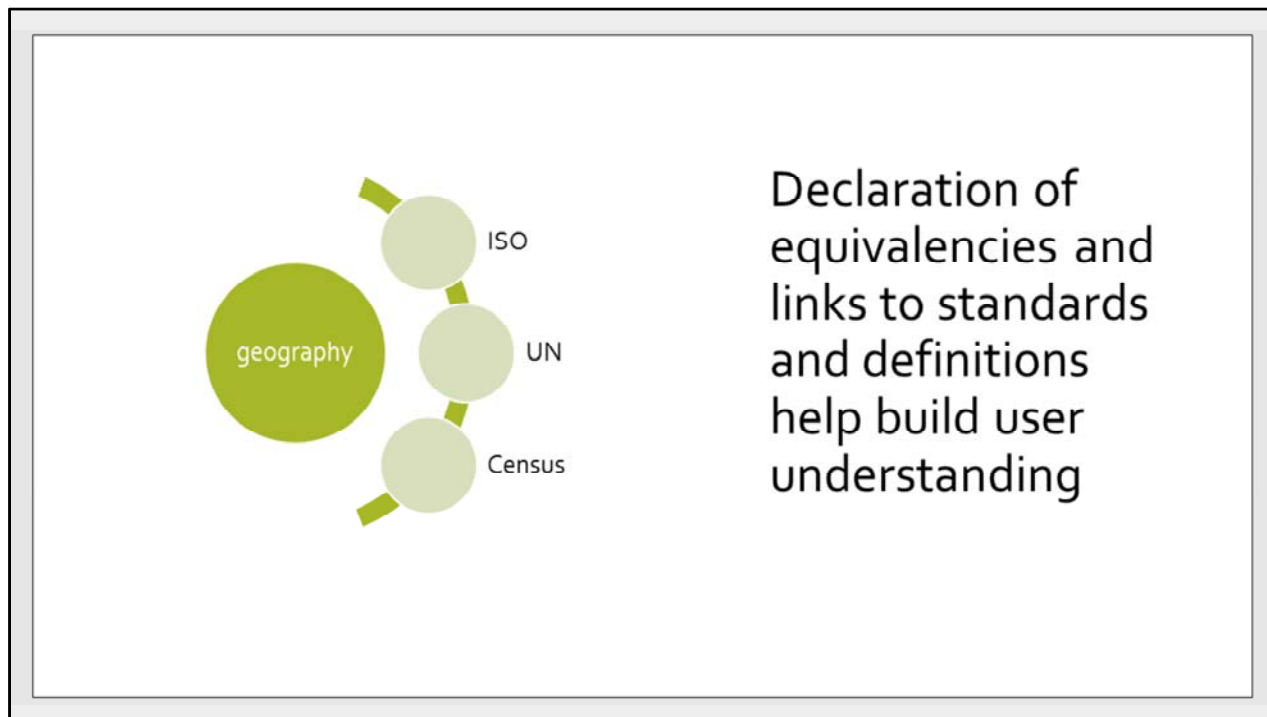 geography
ISO
UN
Census
Declaration of
equivalencies and
links to standards
and definitions
help build user
understanding